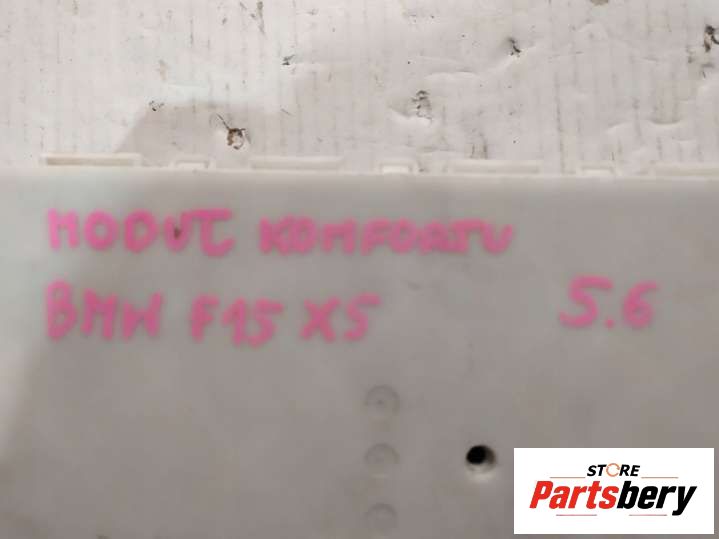 MODUŁ KOMFORTU
BMW F15 X5 5.6
STORE
Partsbery